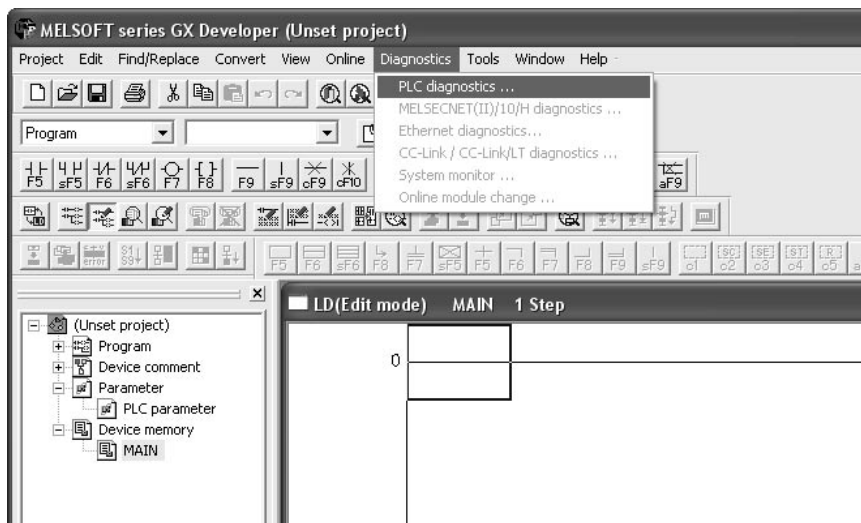 MELSOFT series GX Developer (Unset project)
Project Edit Find/Replace Convert View Online Diagnostics Tools Window Help
PLC diagnostics ...
MELSECNET(II)/10/H diagnostics ...
Ethernet diagnostics...
CC-Link / CC-Link/LT diagnostics ...
System monitor ...
Online module change ...
Program
F5 sF5 F6 sF6 F7 F8 F9 sF9 cF9 cF10 aF9
error
F5 F6 sF6 F8 F7 sF5 F5 F6 F7 F8 F9 sF9 c1 c2 c3 c4 c5
LD(Edit mode) MAIN 1 Step
0
(Unset project)
Program
Device comment
Parameter
PLC parameter
Device memory
MAIN